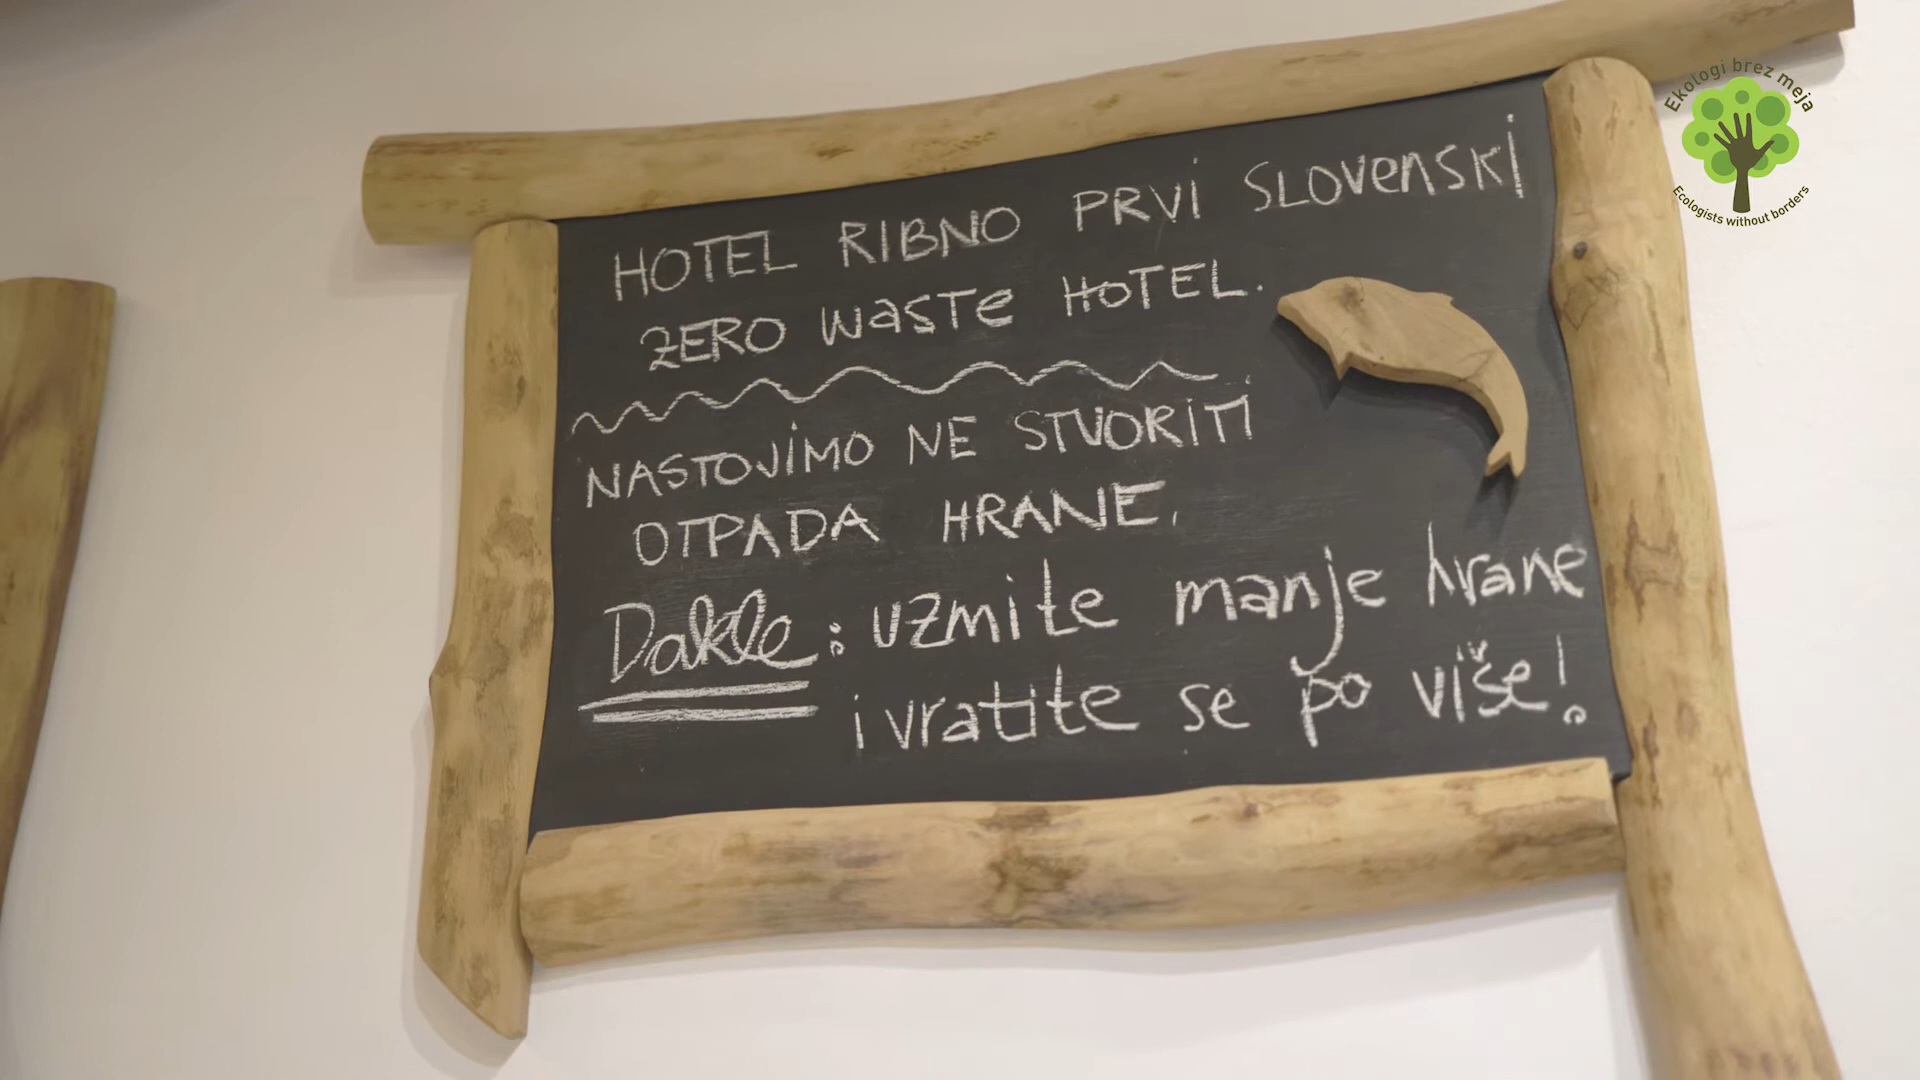 HOTEL RIBNO PRVI SLOVENSKI
ZERO WASTE HOTEL.
NASTOJIMO NE STVORITI
OTPADA HRANE.
Dakle: uzmite manje hrane
i vratite se po više!
Ekologi brez meja
Ecologists without borders